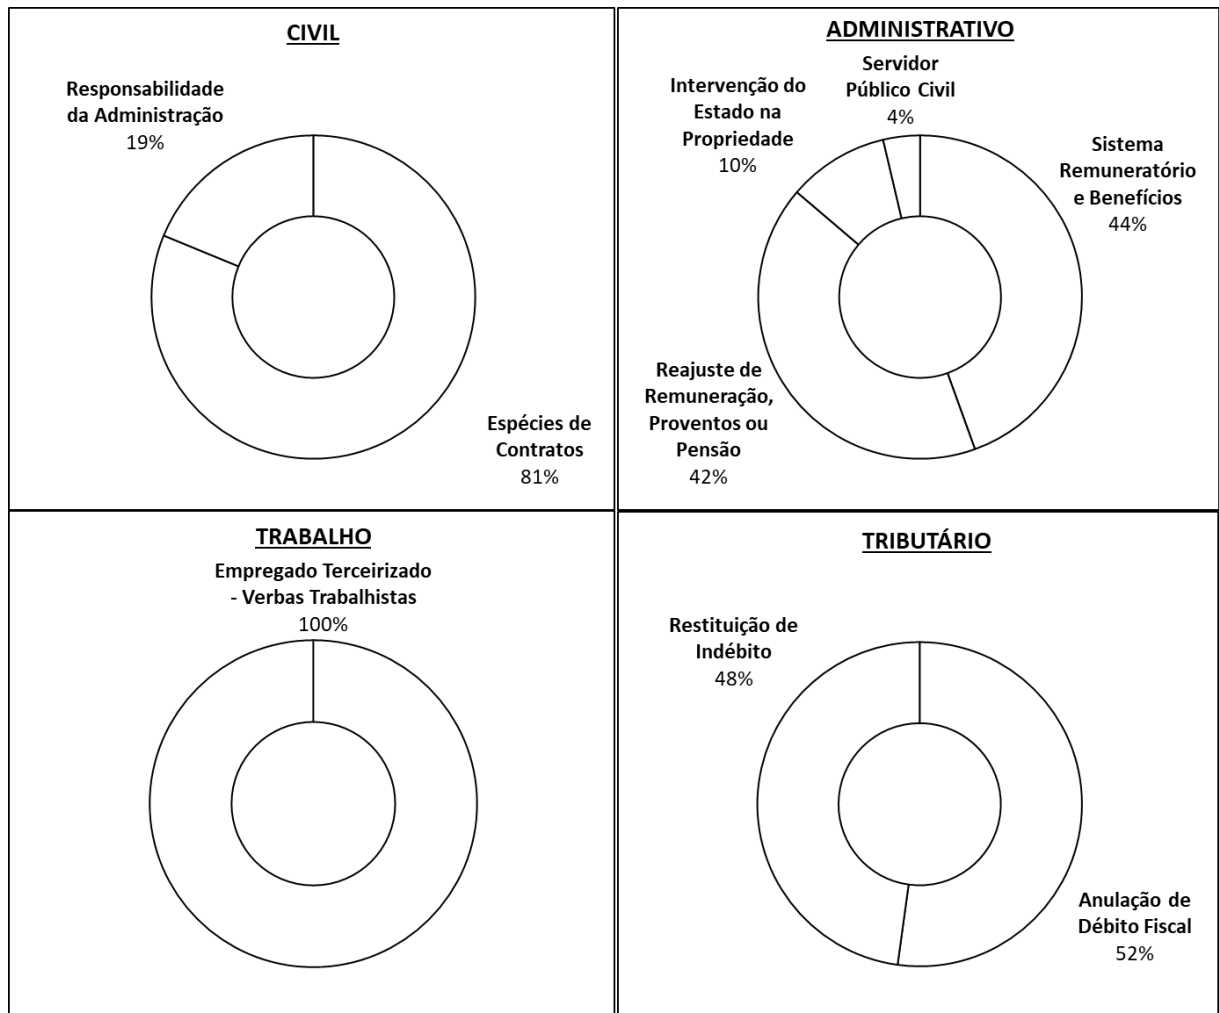 CIVIL
Responsabilidade
da Administração
19%
Espécies de
Contratos
81%
ADMINISTRATIVO
Servidor
Público Civil
4%
Intervenção do
Estado na
Propriedade
10%
Sistema
Remuneratório
e Benefícios
44%
Reajuste de
Remuneração,
Proventos ou
Pensão
42%
TRABALHO
Empregado Terceirizado
- Verbas Trabalhistas
100%
TRIBUTÁRIO
Restituição de
Indébito
48%
Anulação de
Débito Fiscal
52%